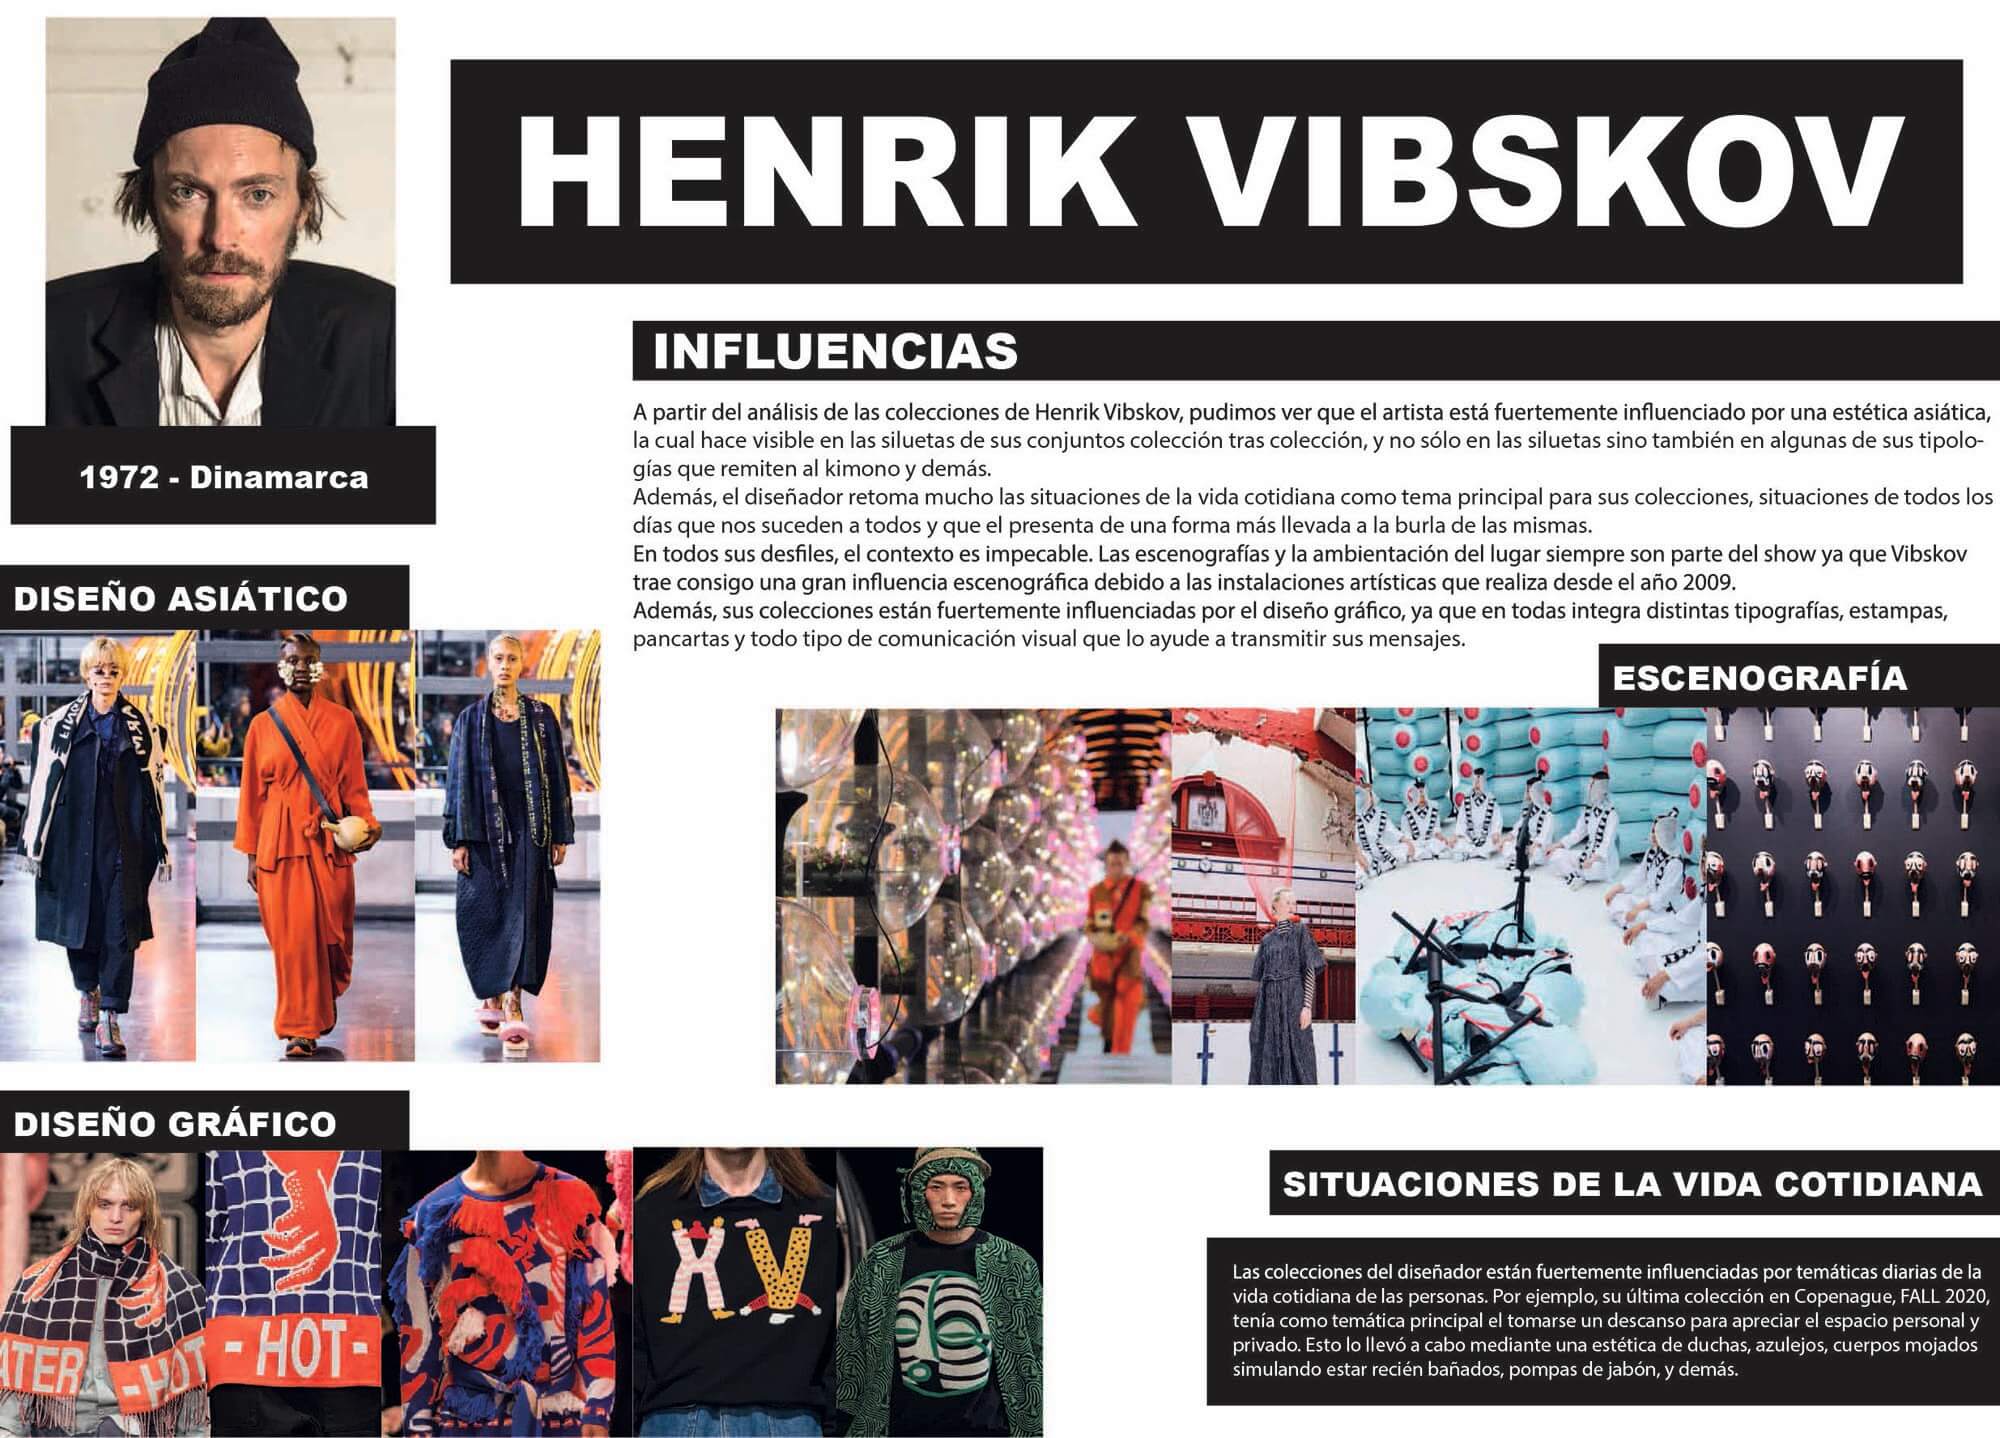 HENRIK VIBSKOV
1972 - Dinamarca
INFLUENCIAS
A partir del análisis de las colecciones de Henrik Vibskov, pudimos ver que el artista está fuertemente influenciado por una estética asiática,
la cual hace visible en las siluetas de sus conjuntos colección tras colección, y no sólo en las siluetas sino también en algunas de sus tipolo-
gías que remiten al kimono y demás.
Además, el diseñador retoma mucho las situaciones de la vida cotidiana como tema principal para sus colecciones, situaciones de todos los
días que nos suceden a todos y que el presenta de una forma más llevada a la burla de las mismas.
En todos sus desfiles, el contexto es impecable. Las escenografías y la ambientación del lugar siempre son parte del show ya que Vibskov
trae consigo una gran influencia escenográfica debido a las instalaciones artísticas que realiza desde el año 2009.
Además, sus colecciones están fuertemente influenciadas por el diseño gráfico, ya que en todas integra distintas tipografías, estampas,
pancartas y todo tipo de comunicación visual que lo ayude a transmitir sus mensajes.
DISEÑO ASIÁTICO
ESCENOGRAFÍA
DISEÑO GRÁFICO
ATER -HOT
- HOT-
X V
SITUACIONES DE LA VIDA COTIDIANA
Las colecciones del diseñador están fuertemente influenciadas por temáticas diarias de la
vida cotidiana de las personas. Por ejemplo, su última colección en Copenague, FALL 2020,
tenía como temática principal el tomarse un descanso para apreciar el espacio personal y
privado. Esto lo llevó a cabo mediante una estética de duchas, azulejos, cuerpos mojados
simulando estar recién bañados, pompas de jabón, y demás.